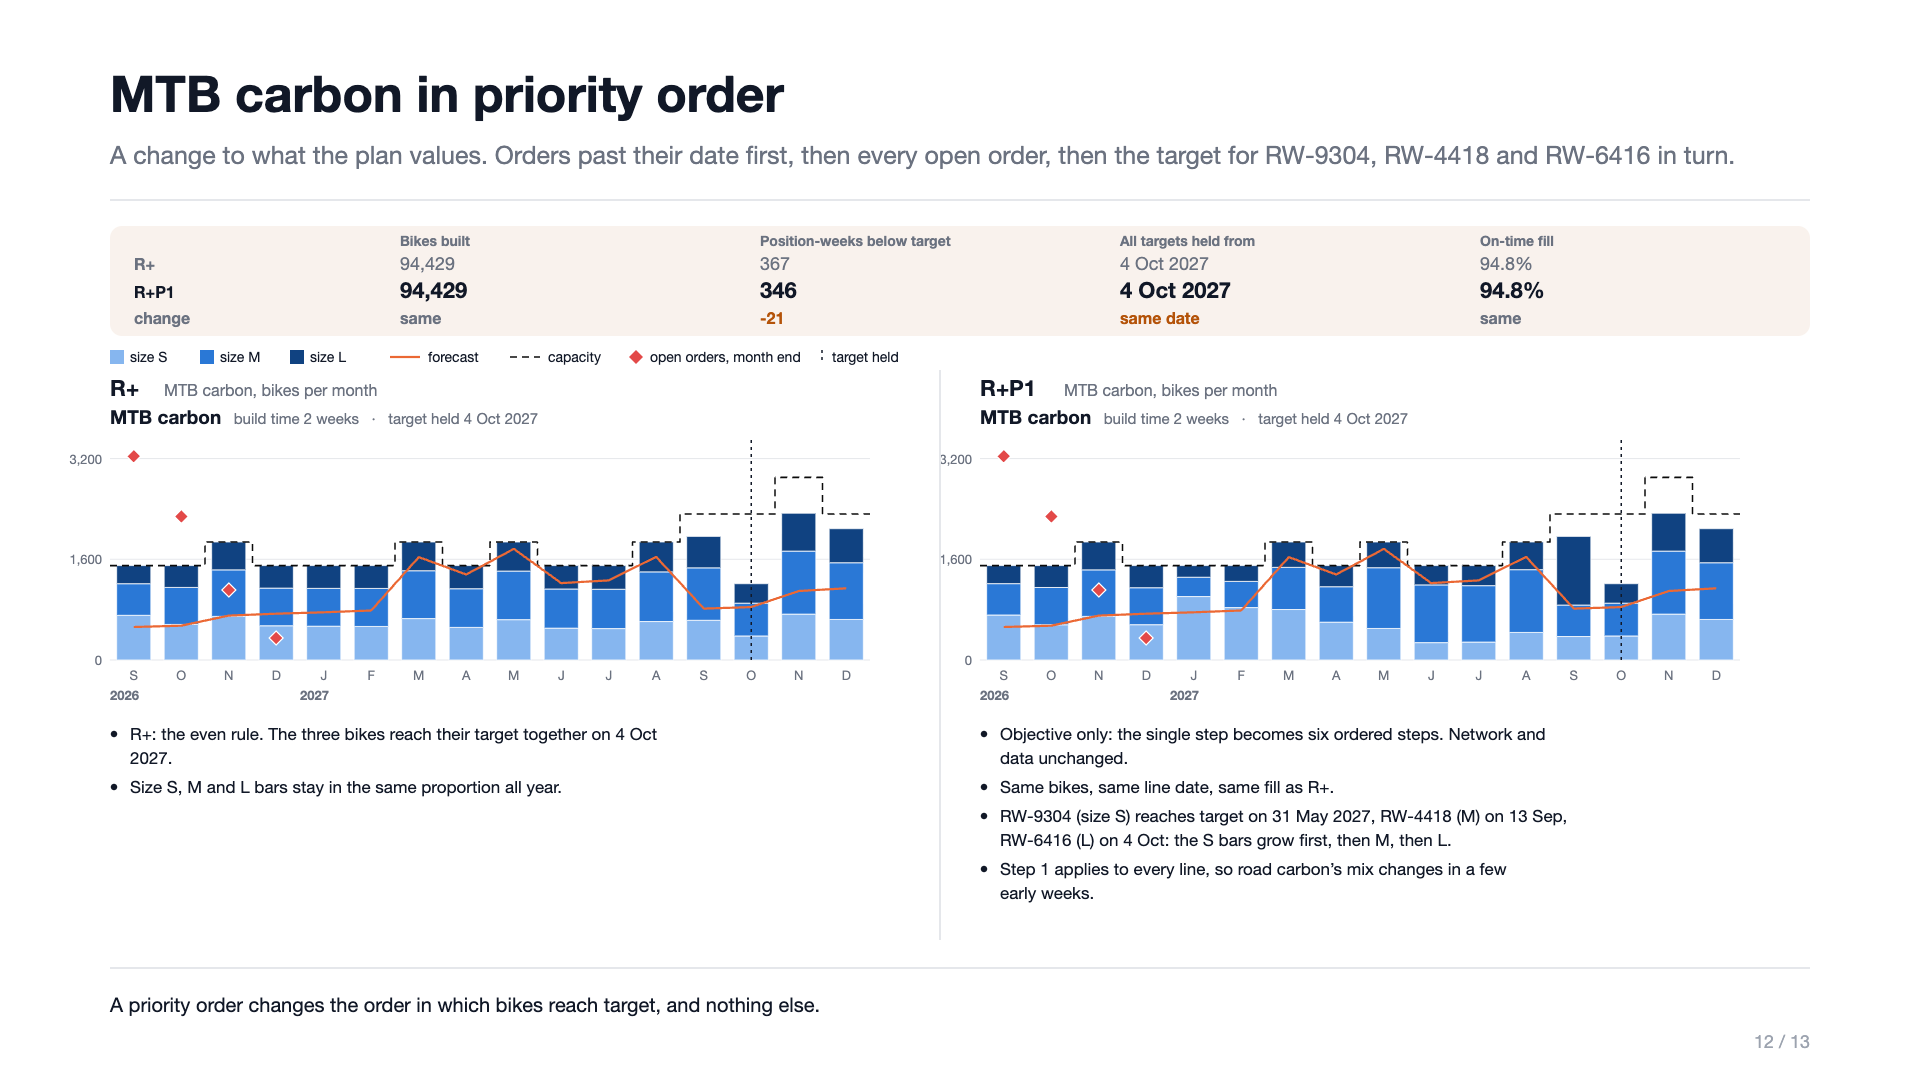 MTB carbon in priority order
A change to what the plan values. Orders past their date first, then every open order, then the target for RW-9304, RW-4418 and RW-6416 in turn.
Bikes built Position-weeks below target All targets held from On-time fill
R+ 94,429 367 4 Oct 2027 94.8%
R+P1 94,429 346 4 Oct 2027 94.8%
change same -21 same date same
size S size M size L forecast capacity open orders, month end target held
R+ MTB carbon, bikes per month
MTB carbon build time 2 weeks · target held 4 Oct 2027
3,200
1,600
0
S O N D J F M A M J J A S O N D
2026 2027
• R+: the even rule. The three bikes reach their target together on 4 Oct
2027.
• Size S, M and L bars stay in the same proportion all year.
R+P1 MTB carbon, bikes per month
MTB carbon build time 2 weeks · target held 4 Oct 2027
3,200
1,600
0
S O N D J F M A M J J A S O N D
2026 2027
• Objective only: the single step becomes six ordered steps. Network and
data unchanged.
• Same bikes, same line date, same fill as R+.
• RW-9304 (size S) reaches target on 31 May 2027, RW-4418 (M) on 13 Sep,
RW-6416 (L) on 4 Oct: the S bars grow first, then M, then L.
• Step 1 applies to every line, so road carbon’s mix changes in a few
early weeks.
A priority order changes the order in which bikes reach target, and nothing else.
12 / 13